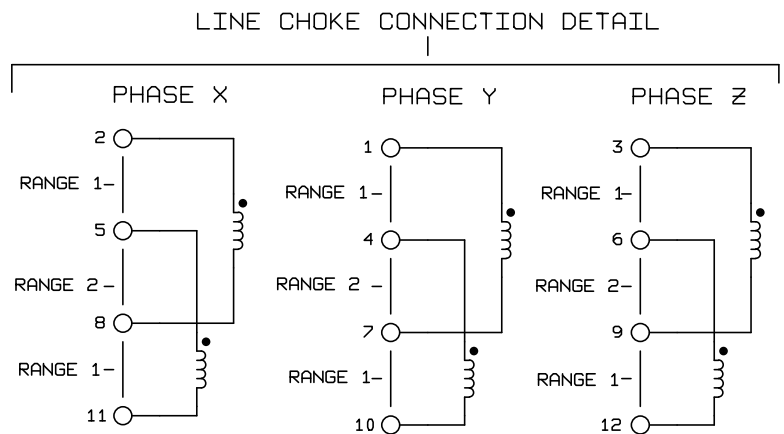 LINE CHOKE CONNECTION DETAIL
PHASE X
2
RANGE 1
5
RANGE 2
8
RANGE 1
11
PHASE Y
1
RANGE 1
4
RANGE 2
7
RANGE 1
10
PHASE Z
3
RANGE 1
6
RANGE 2
9
RANGE 1
12